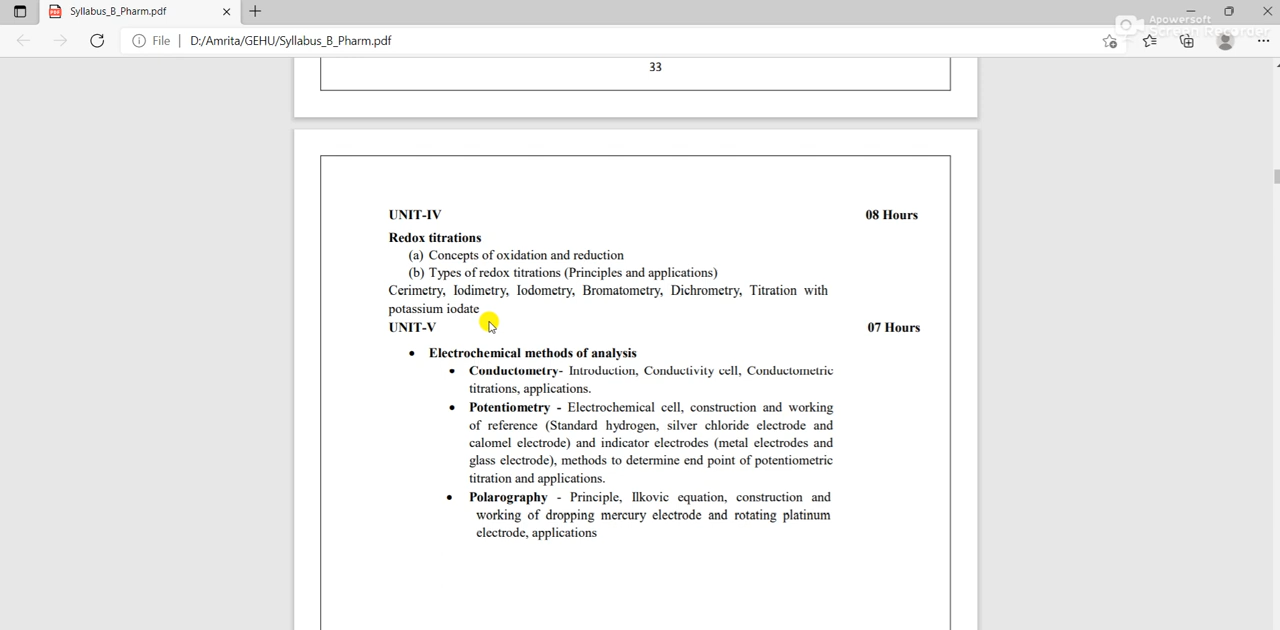 Syllabus_B_Pharm.pdf
Apowersoft
Screen Recorder
File | D:/Amrita/GEHU/Syllabus_B_Pharm.pdf
33
UNIT-IV 08 Hours
Redox titrations
(a) Concepts of oxidation and reduction
(b) Types of redox titrations (Principles and applications)
Cerimetry, Iodimetry, Iodometry, Bromatometry, Dichrometry, Titration with
potassium iodate
UNIT-V 07 Hours
• Electrochemical methods of analysis
• Conductometry- Introduction, Conductivity cell, Conductometric
titrations, applications.
• Potentiometry - Electrochemical cell, construction and working
of reference (Standard hydrogen, silver chloride electrode and
calomel electrode) and indicator electrodes (metal electrodes and
glass electrode), methods to determine end point of potentiometric
titration and applications.
• Polarography - Principle, Ilkovic equation, construction and
working of dropping mercury electrode and rotating platinum
electrode, applications